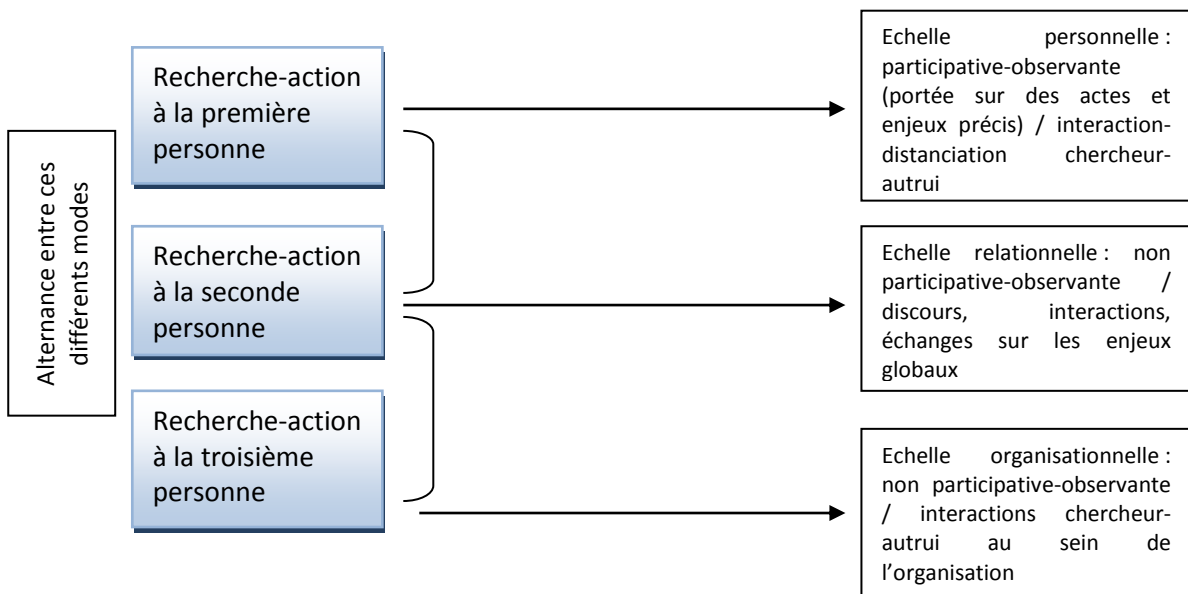 Alternance entre ces
différents modes
Recherche-action
à la première
personne
Echelle personnelle :
participative-observante
(portée sur des actes et
enjeux précis) / interaction-
distanciation chercheur-
autrui
Recherche-action
à la seconde
personne
Echelle relationnelle : non
participative-observante /
discours, interactions,
échanges sur les enjeux
globaux
Recherche-action
à la troisième
personne
Echelle organisationnelle :
non participative-observante
/ interactions chercheur-
autrui au sein de
l’organisation